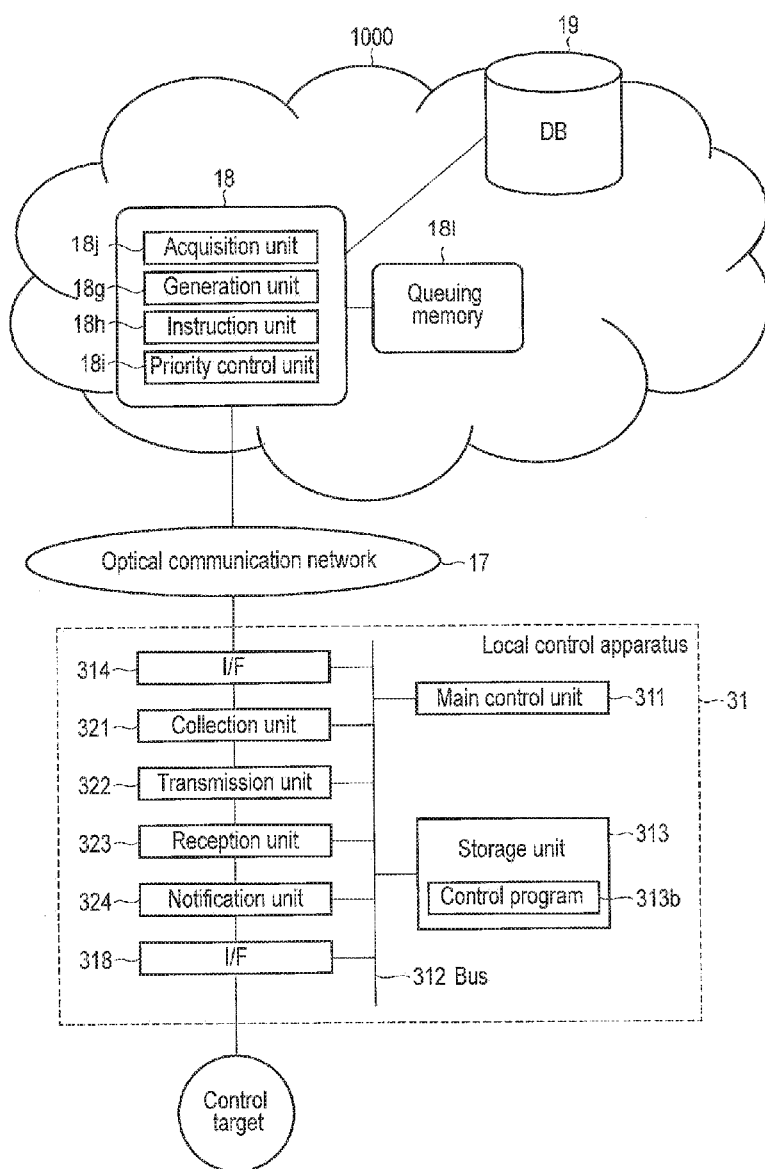 1000
19
DB
18
18j
Acquisition unit
18g
Generation unit
18h
Instruction unit
18i
Priority control unit
18l
Queuing
memory
Optical communication network
17
Local control apparatus
314
I/F
Main control unit
311
31
321
Collection unit
322
Transmission unit
323
Reception unit
Storage unit
313
324
Notification unit
Control program
313b
318
I/F
312 Bus
Control
target